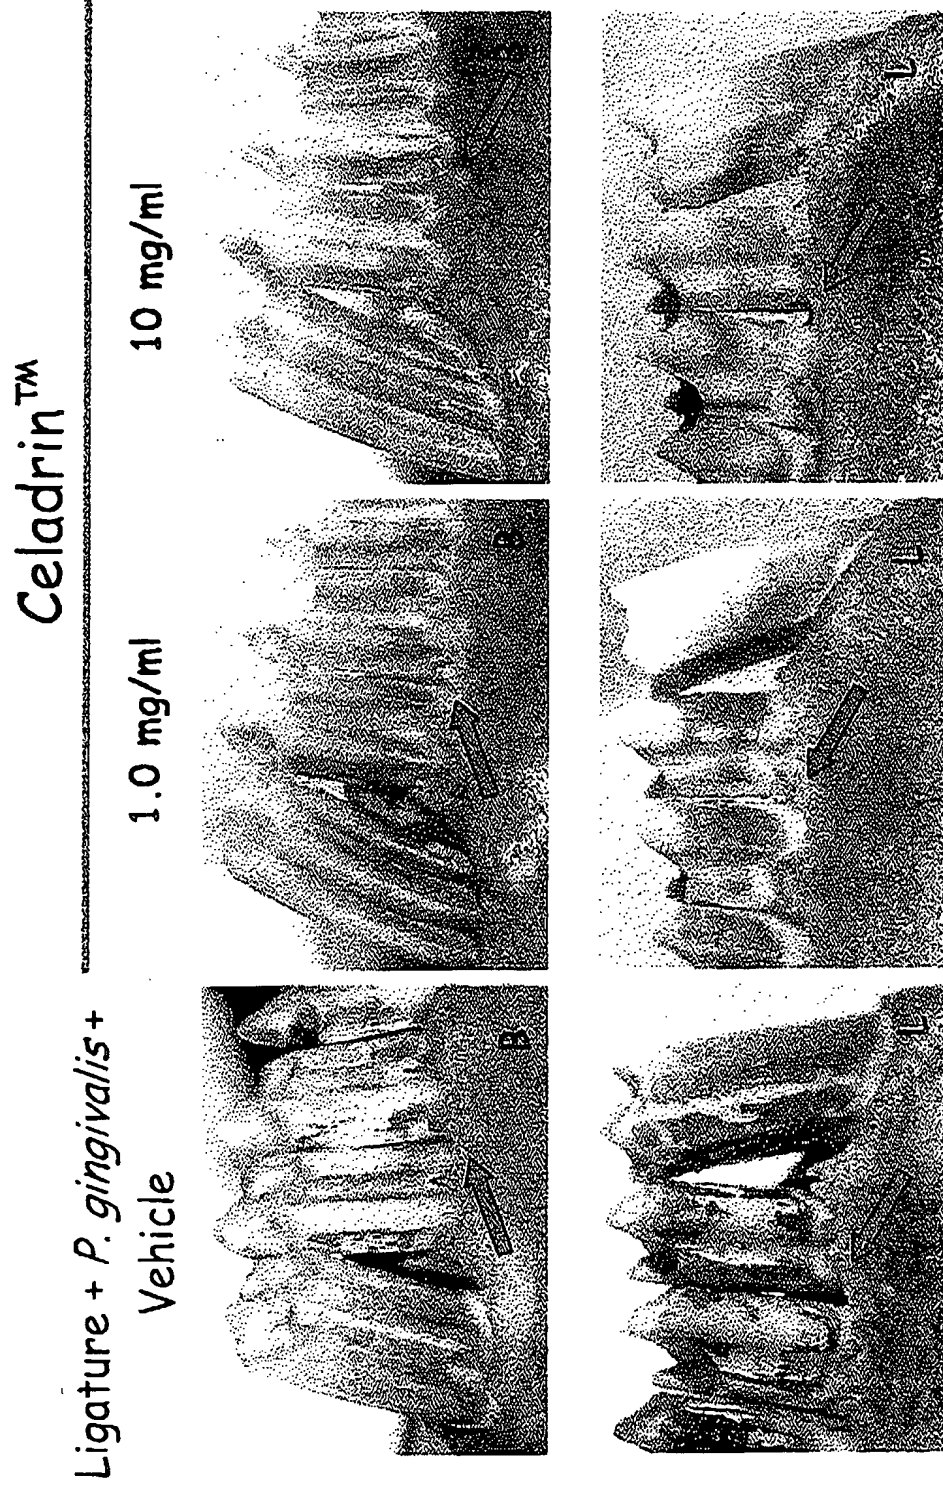 Celadrin™
Ligature + P. gingivalis +
Vehicle
1.0 mg/ml
10 mg/ml
B
B
L
L
L